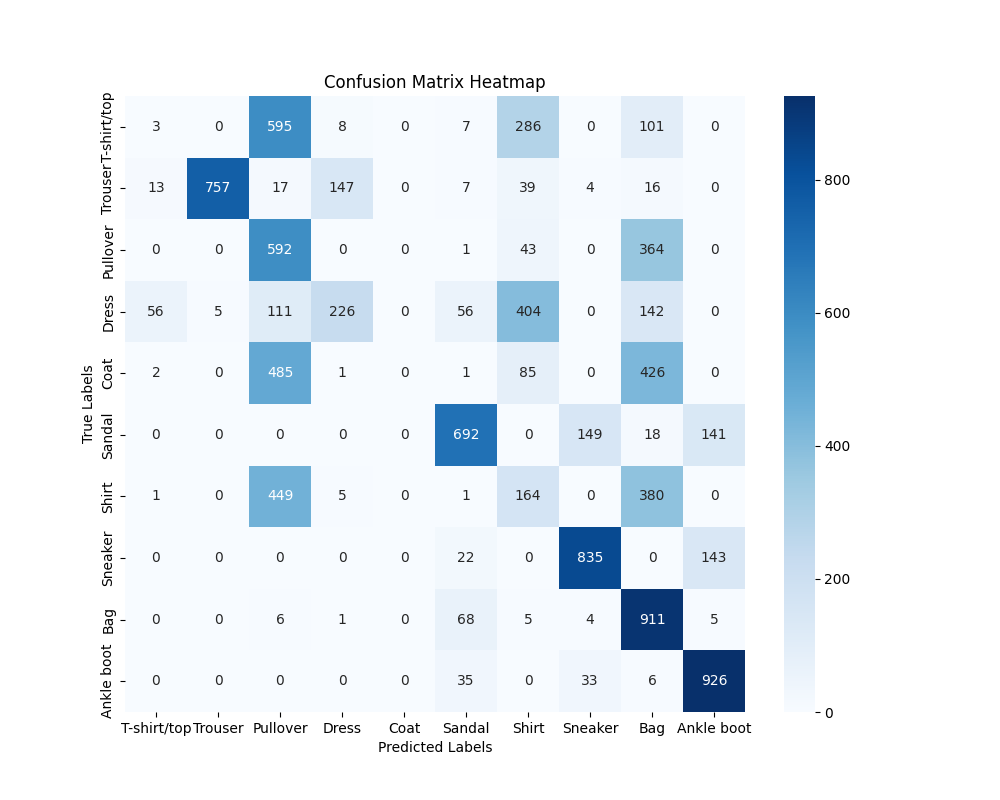 Confusion Matrix Heatmap
True Labels
T-shirt/top 3 0 595 8 0 7 286 0 101 0
Trouser 13 757 17 147 0 7 39 4 16 0
Pullover 0 0 592 0 0 1 43 0 364 0
Dress 56 5 111 226 0 56 404 0 142 0
Coat 2 0 485 1 0 1 85 0 426 0
Sandal 0 0 0 0 0 692 0 149 18 141
Shirt 1 0 449 5 0 1 164 0 380 0
Sneaker 0 0 0 0 0 22 0 835 0 143
Bag 0 0 6 1 0 68 5 4 911 5
Ankle boot 0 0 0 0 0 35 0 33 6 926
T-shirt/top Trouser Pullover Dress Coat Sandal Shirt Sneaker Bag Ankle boot
Predicted Labels
800
600
400
200
0